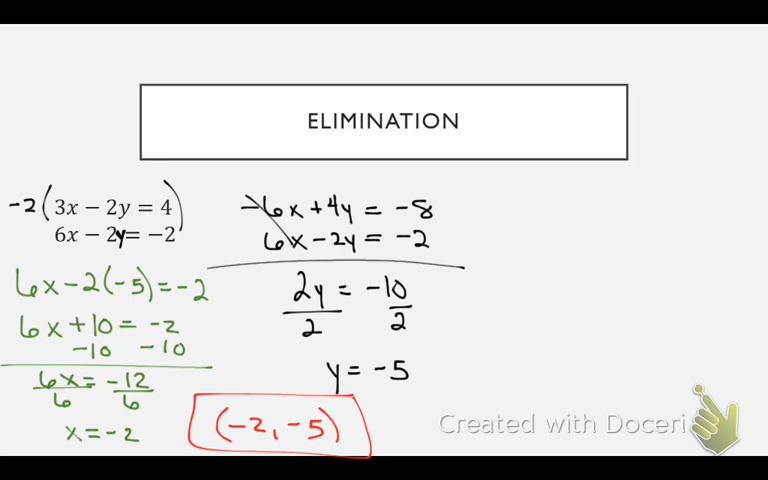 ELIMINATION
-2(3x − 2y = 4)
6x − 2y = −2
-6x + 4y = -8
6x - 2y = -2
2y = -10
2 2
y = -5
6x - 2(-5) = -2
6x + 10 = -2
-10 -10
6x = -12
6 6
x = -2
(-2, -5)
Created with Doceri